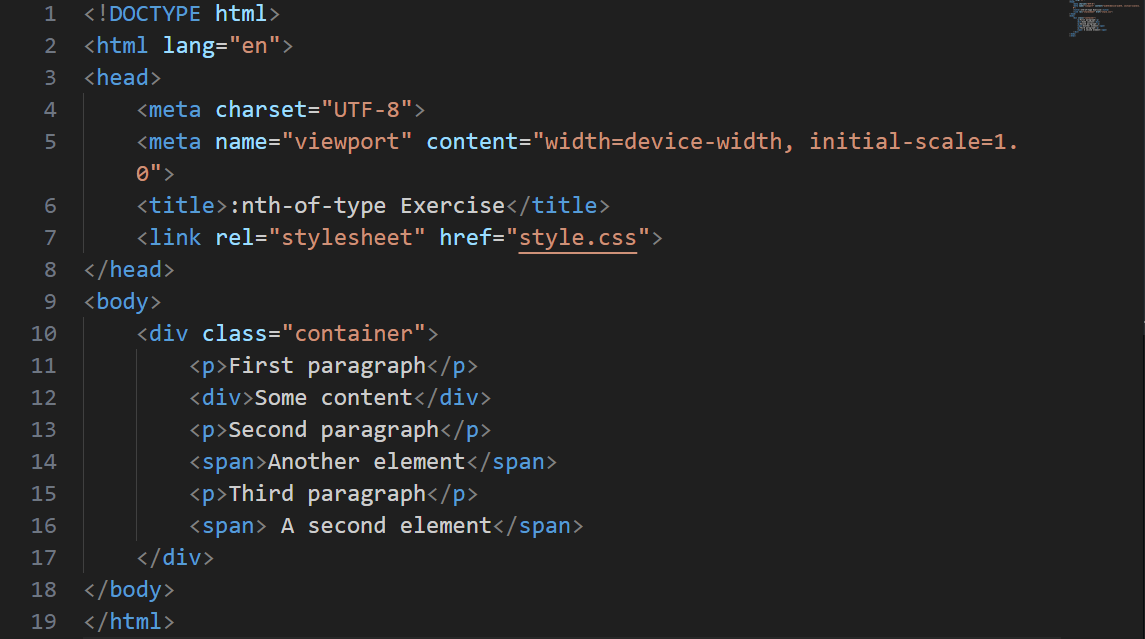 1 <!DOCTYPE html>
2 <html lang="en">
3 <head>
4     <meta charset="UTF-8">
5     <meta name="viewport" content="width=device-width, initial-scale=1.
    0">
6     <title>:nth-of-type Exercise</title>
7     <link rel="stylesheet" href="style.css">
8 </head>
9 <body>
10     <div class="container">
11         <p>First paragraph</p>
12         <div>Some content</div>
13         <p>Second paragraph</p>
14         <span>Another element</span>
15         <p>Third paragraph</p>
16         <span> A second element</span>
17     </div>
18 </body>
19 </html>